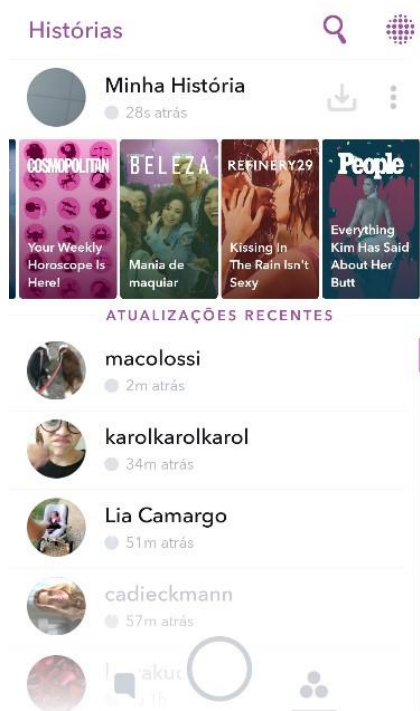 Histórias
Minha História
28s atrás
COSMOPOLITAN
Your Weekly
Horoscope Is
Here!
BELEZA
Mania de
maquiar
REFINERY29
Kissing In
The Rain Isn't
Sexy
People
Everything
Kim Has Said
About Her
Butt
ATUALIZAÇÕES RECENTES
macolossi
2m atrás
karolkarolkarol
34m atrás
Lia Camargo
51m atrás
cadieckmann
57m atrás